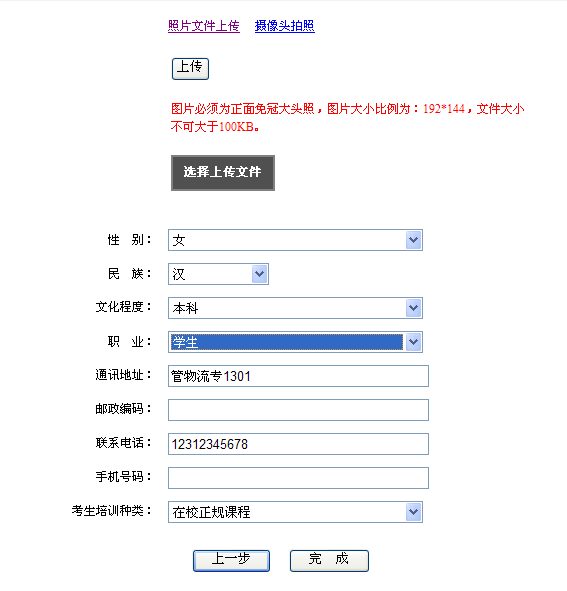 照片文件上传 摄像头拍照
上传
图片必须为正面免冠大头照，图片大小比例为：192*144，文件大小
不可大于100KB。
选择上传文件
性 别： 女
民 族： 汉
文化程度： 本科
职 业： 学生
通讯地址： 管物流专1301
邮政编码：
联系电话： 12312345678
手机号码：
考生培训种类： 在校正规课程
上一步 完 成